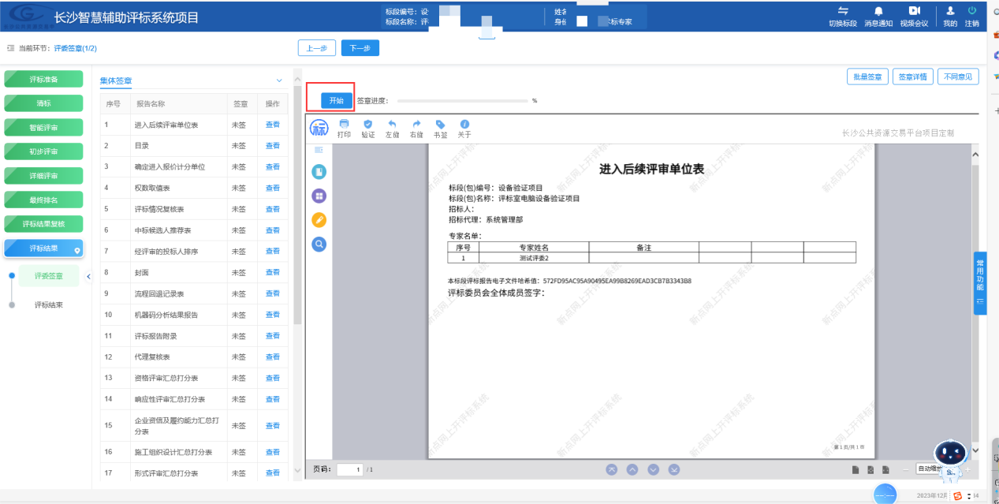 长沙智慧辅助评标系统项目
标段编号：设
标段名称：评
姓名
身份
术标专家
切换标段 消息通知 视频会议 我的 注销
当前环节：评委签章(1/2)
上一步 下一步
评标准备
清标
智能评审
初步评审
详细评审
最终排名
评标结果复核
评标结果
评委签章
评标结束
集体签章
序号 报告名称 签章 操作
1 进入后续评审单位表 未签 查看
2 目录 未签 查看
3 确定进入报价计分单位 未签 查看
4 权数取值表 未签 查看
5 评标情况复核表 未签 查看
6 中标候选人推荐表 未签 查看
7 经评审的投标人排序 未签 查看
8 封面 未签 查看
9 流程回退记录表 未签 查看
10 机器码分析结果报告 未签 查看
11 评标报告附录 未签 查看
12 代理复核表 未签 查看
13 资格评审汇总打分表 未签 查看
14 响应性评审汇总打分表 未签 查看
15 企业资信及履约能力汇总打
分表 未签 查看
16 施工组织设计汇总打分表 未签 查看
17 形式评审汇总打分表 未签 查看
批量签章 签章详情 不同意见
开始 签章进度： %
标 打印 验证 左储 右储 书签 关于
长沙公共资源交易平台项目定制
进入后续评审单位表
标段(包)编号：设备验证项目
标段(包)名称：评标室电脑设备验证项目
招标人：
招标代理：系统管理部
专家名单：
序号 专家姓名 备注
1 测试评委2
本标段评标报告电子文件哈希值：572FD95AC95A90495EA99B8269EAD3CB7B3343B8
评标委员会全体成员签字：
新点网上开评标系统
第1页/共1页
页码： 1 /1
自动缩
常用功能
2023年12月